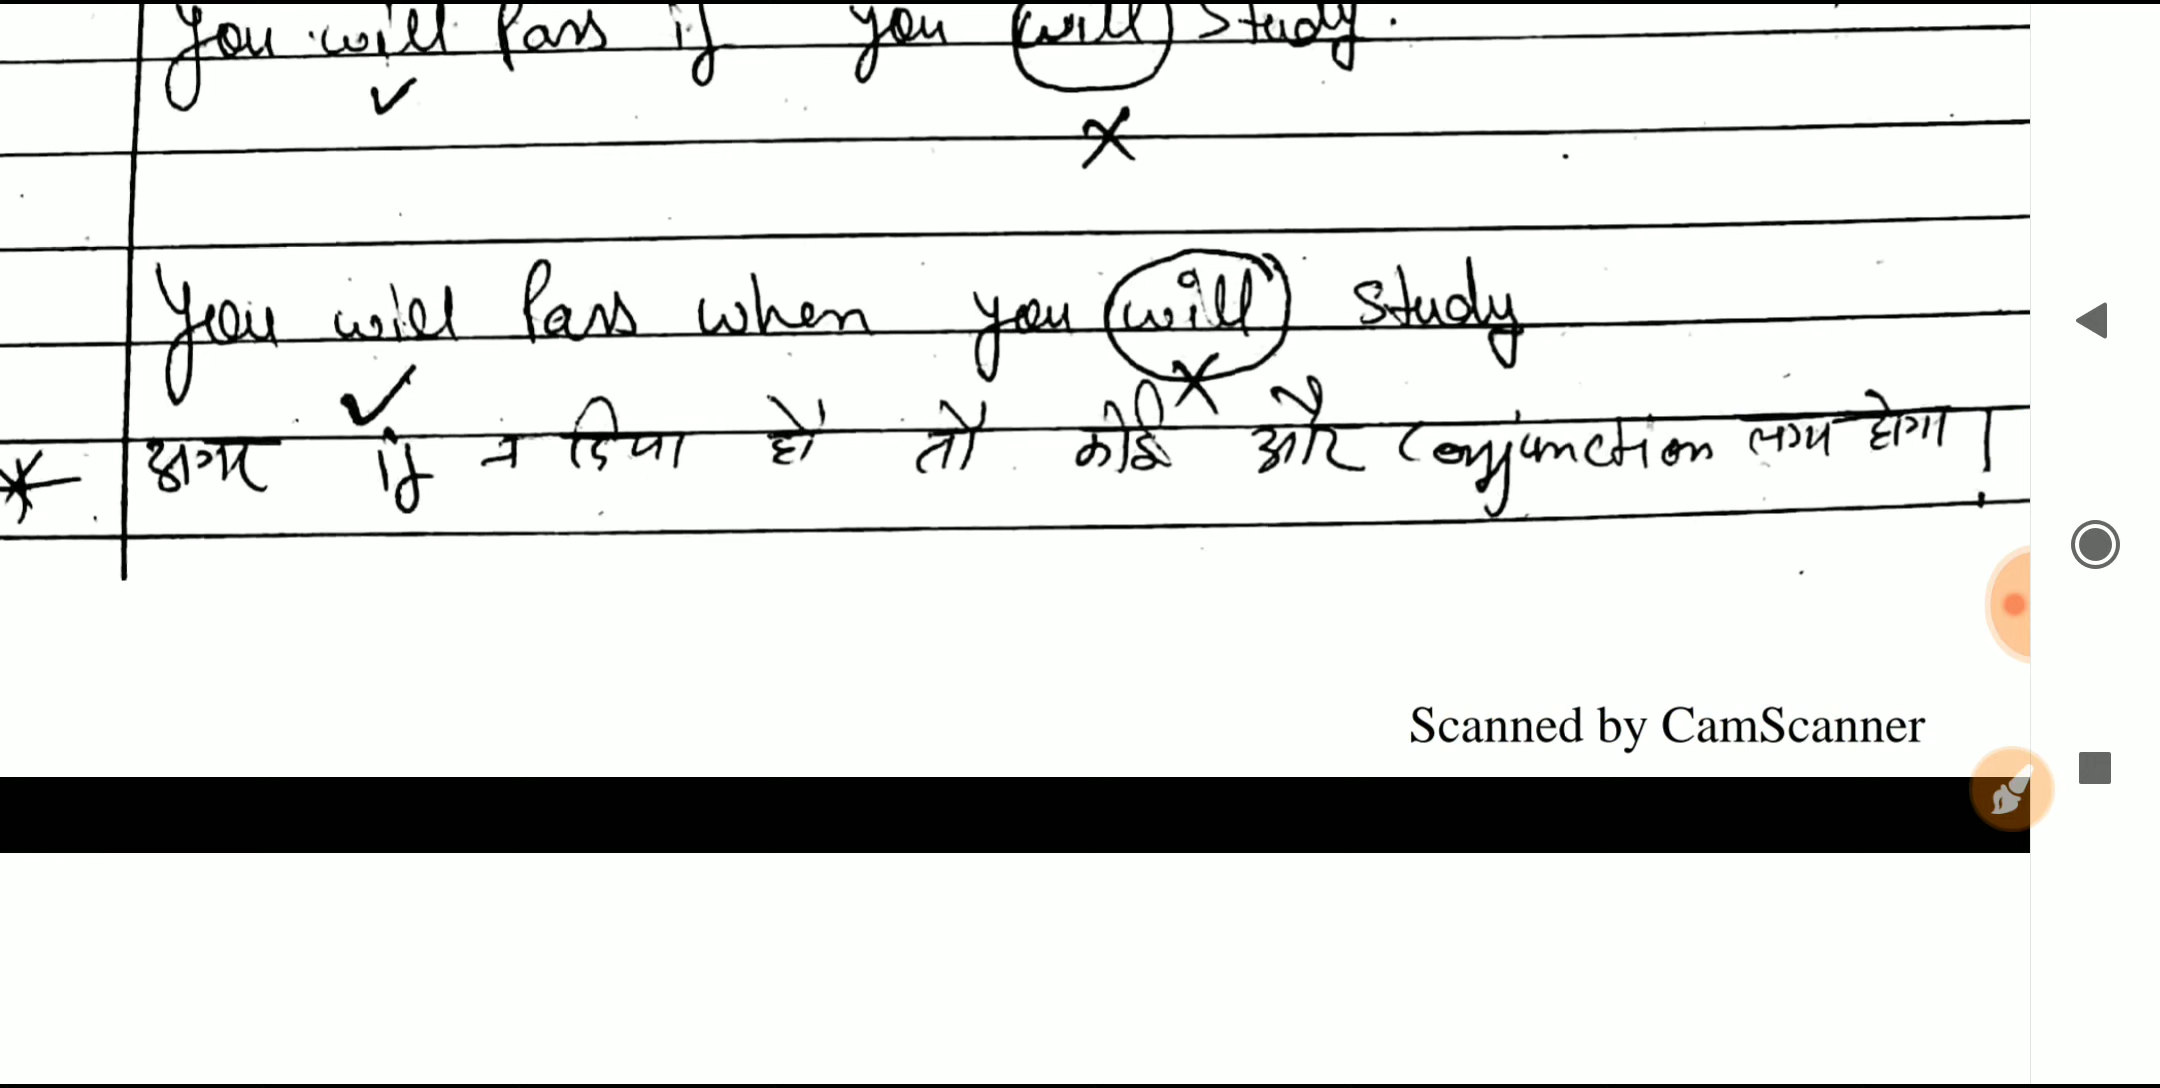 You will Pass if you will study.
You will Pass when you will study
अगर if न दिया हो तो कोई और Conjunction लगा होगा।
Scanned by CamScanner